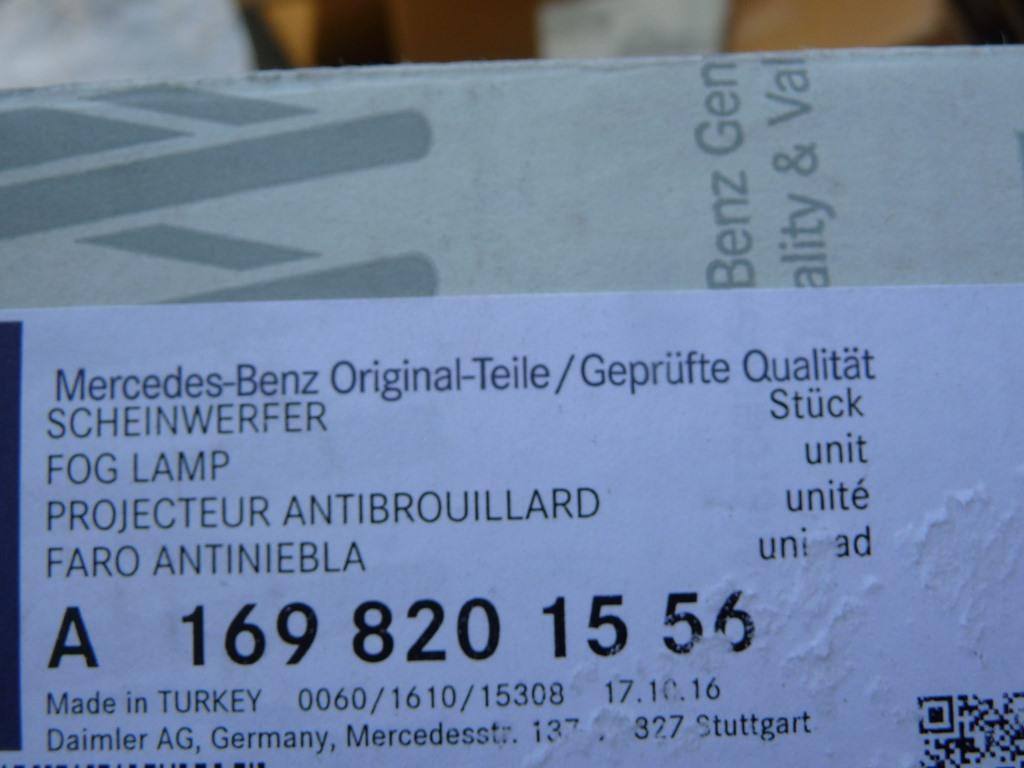 Benz Gen
ality & Val
Mercedes-Benz Original-Teile/Geprüfte Qualität
SCHEINWERFER Stück
FOG LAMP unit
PROJECTEUR ANTIBROUILLARD unité
FARO ANTINIEBLA
A 169 820 15 56
Made in TURKEY 0060/1610/15308 17.10.16
Daimler AG, Germany, Mercedesstr. Stuttgart